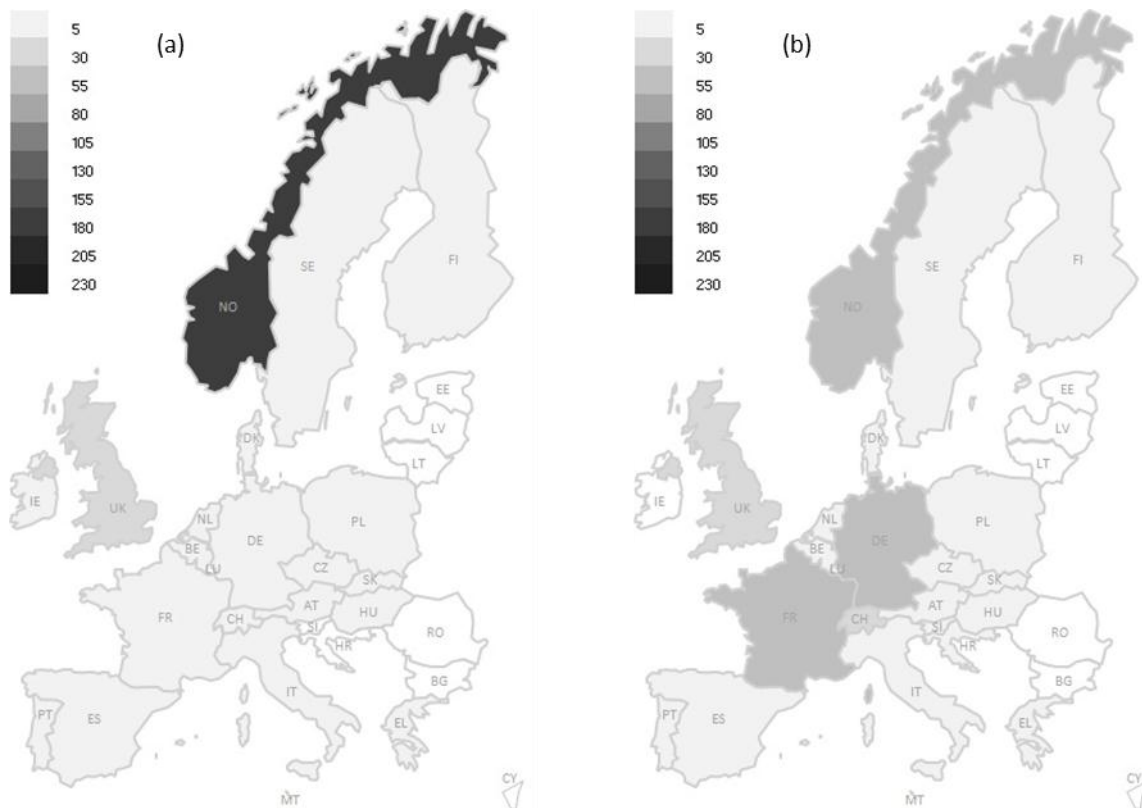 5
30
55
80
105
130
155
180
205
230
(a)
NO
SE
FI
EE
LV
LT
DK
IE
UK
NL
PL
BE
DE
LU
CZ
SK
FR
CH
AT
HU
SI
HR
RO
BG
IT
PT
ES
EL
CY
MT
5
30
55
80
105
130
155
180
205
230
(b)
NO
SE
FI
EE
LV
LT
DK
IE
UK
NL
PL
BE
DE
LU
CZ
SK
FR
CH
AT
HU
SI
HR
RO
BG
IT
PT
ES
EL
CY
MT